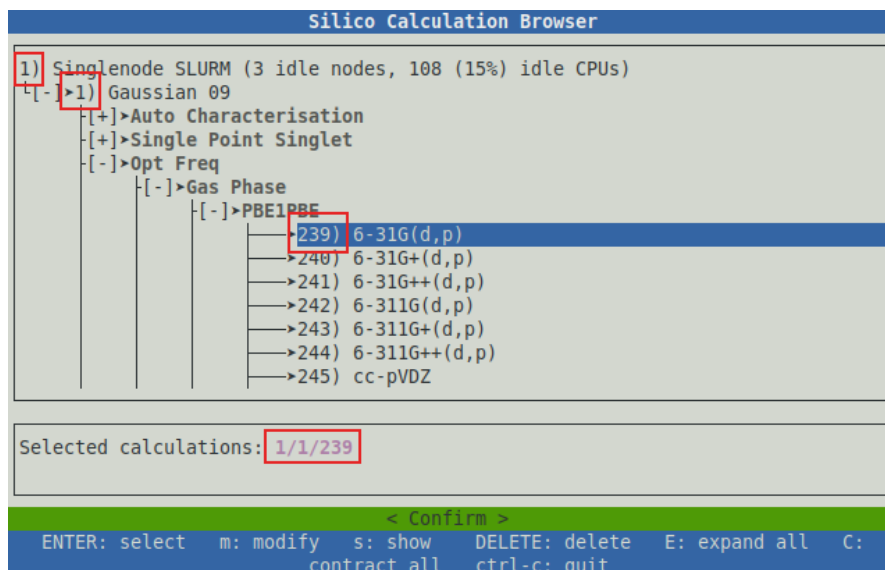 Silico Calculation Browser
1) Singlenode SLURM (3 idle nodes, 108 (15%) idle CPUs)
[-]➤1) Gaussian 09
[+]➤Auto Characterisation
[+]➤Single Point Singlet
[-]➤Opt Freq
[-]➤Gas Phase
[-]➤PBE1PBE
➤239) 6-31G(d,p)
➤240) 6-31G+(d,p)
➤241) 6-31G++(d,p)
➤242) 6-311G(d,p)
➤243) 6-311G+(d,p)
➤244) 6-311G++(d,p)
➤245) cc-pVDZ
Selected calculations: 1/1/239
< Confirm >
ENTER: select m: modify s: show DELETE: delete E: expand all C:
contract all ctrl-c: quit